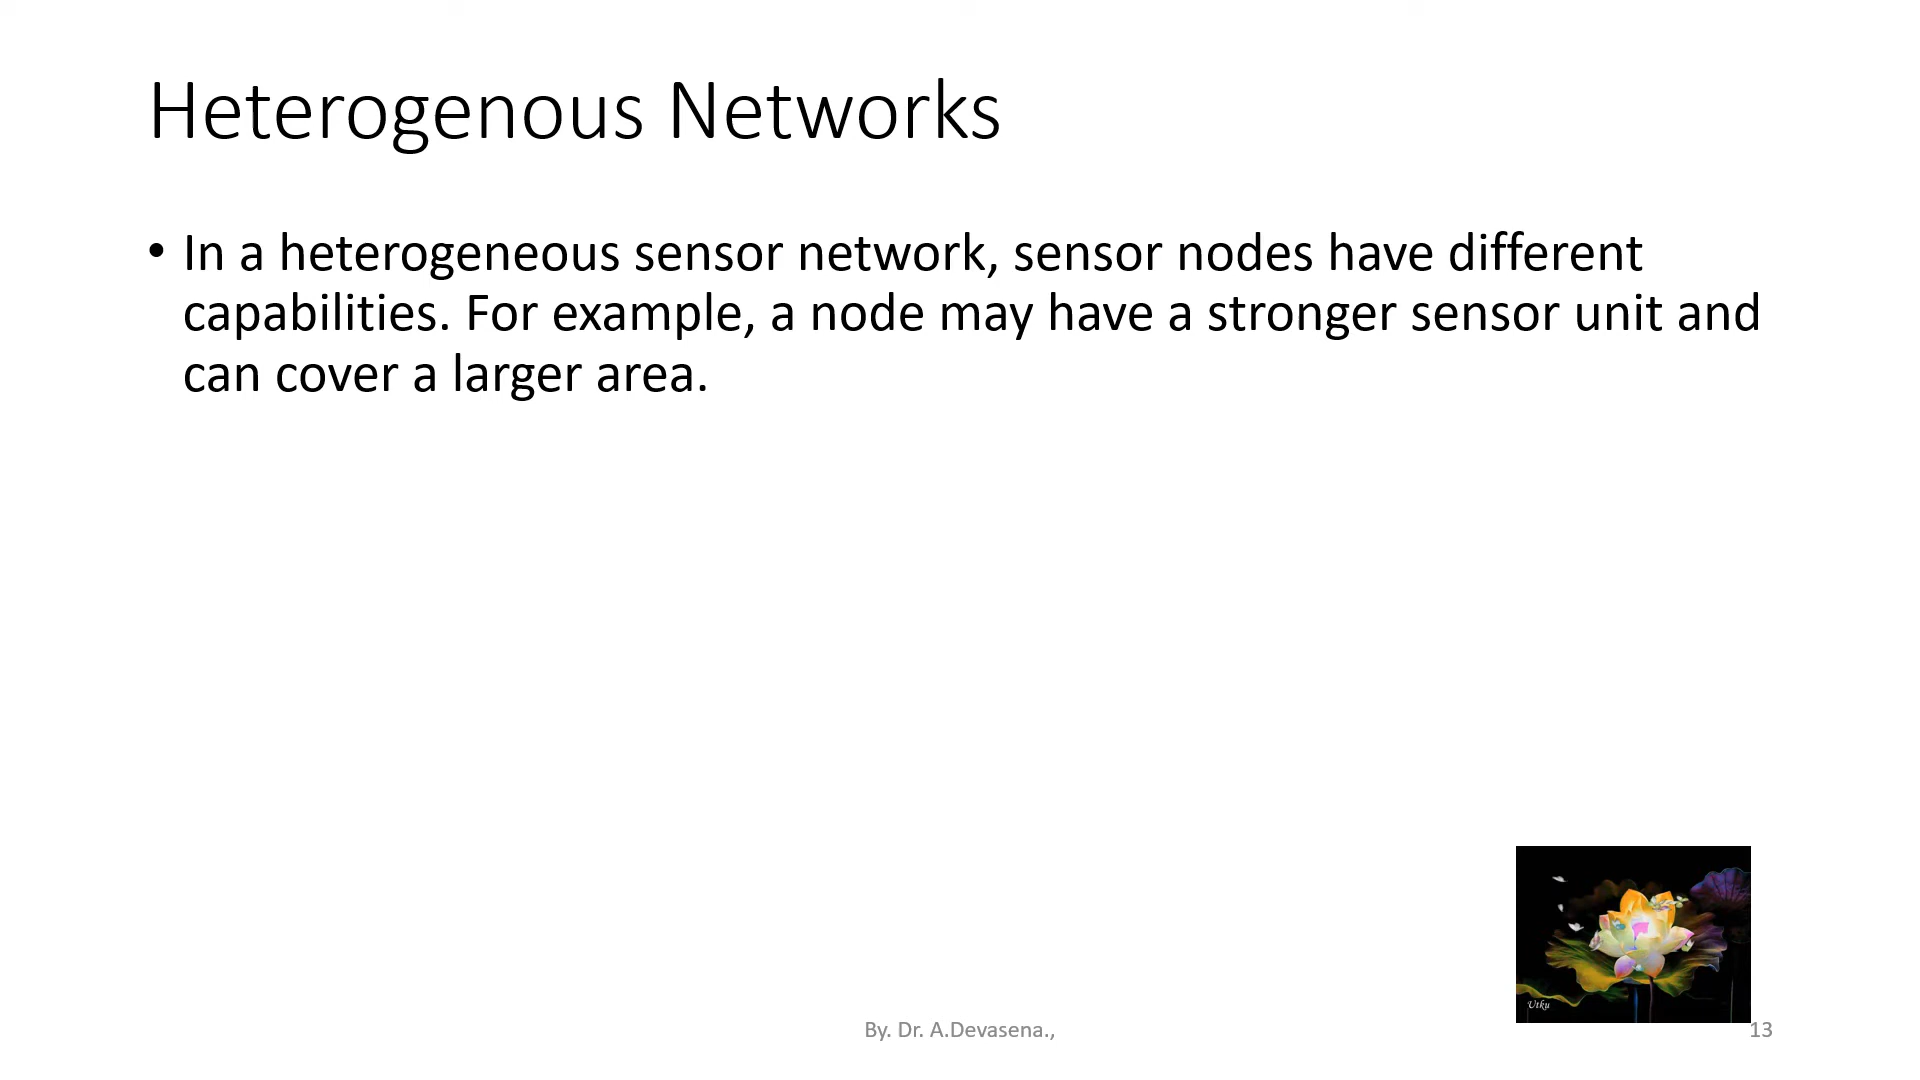 Heterogenous Networks
• In a heterogeneous sensor network, sensor nodes have different
capabilities. For example, a node may have a stronger sensor unit and
can cover a larger area.
Utku
By. Dr. A.Devasena.,
13